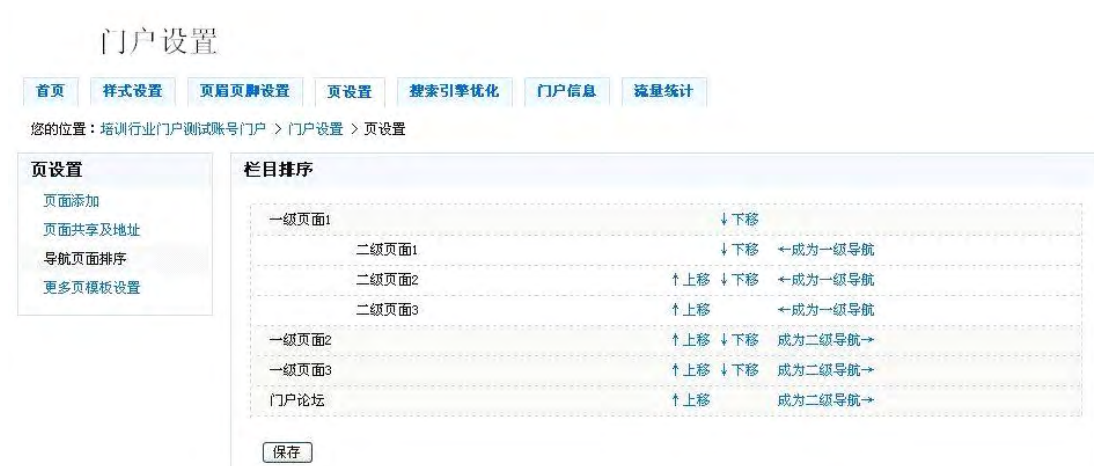 门户设置
首页 样式设置 页眉页脚设置 页设置 搜索引擎优化 门户信息 流量统计
您的位置：培训行业门户测试账号门户 > 门户设置 > 页设置
页设置
页面添加
页面共享及地址
导航页面排序
更多页模板设置
栏目排序
一级页面1 ↓下移
二级页面1 ↓下移 ←成为一级导航
二级页面2 ↑上移 ↓下移 ←成为一级导航
二级页面3 ↑上移 ←成为一级导航
一级页面2 ↑上移 ↓下移 成为二级导航→
一级页面3 ↑上移 ↓下移 成为二级导航→
门户论坛 ↑上移 成为二级导航→
保存